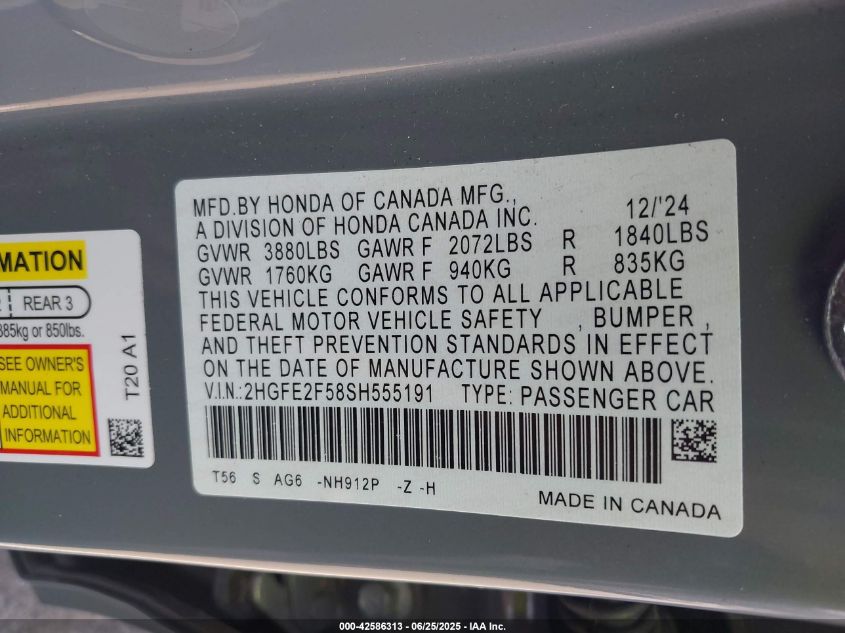 MFD.BY HONDA OF CANADA MFG., 12/'24
A DIVISION OF HONDA CANADA INC.
GVWR 3880LBS GAWR F 2072LBS R 1840LBS
GVWR 1760KG GAWR F 940KG R 835KG
THIS VEHICLE CONFORMS TO ALL APPLICABLE
FEDERAL MOTOR VEHICLE SAFETY , BUMPER ,
AND THEFT PREVENTION STANDARDS IN EFFECT
ON THE DATE OF MANUFACTURE SHOWN ABOVE.
V.I.N.:2HGFE2F58SH555191 TYPE: PASSENGER CAR
T56 S AG6 -NH912P -Z -H
MADE IN CANADA
MATION
REAR 3
385kg or 850lbs.
SEE OWNER'S
MANUAL FOR
ADDITIONAL
INFORMATION
T20 A1
000-42586313 - 06/25/2025 - IAA Inc.